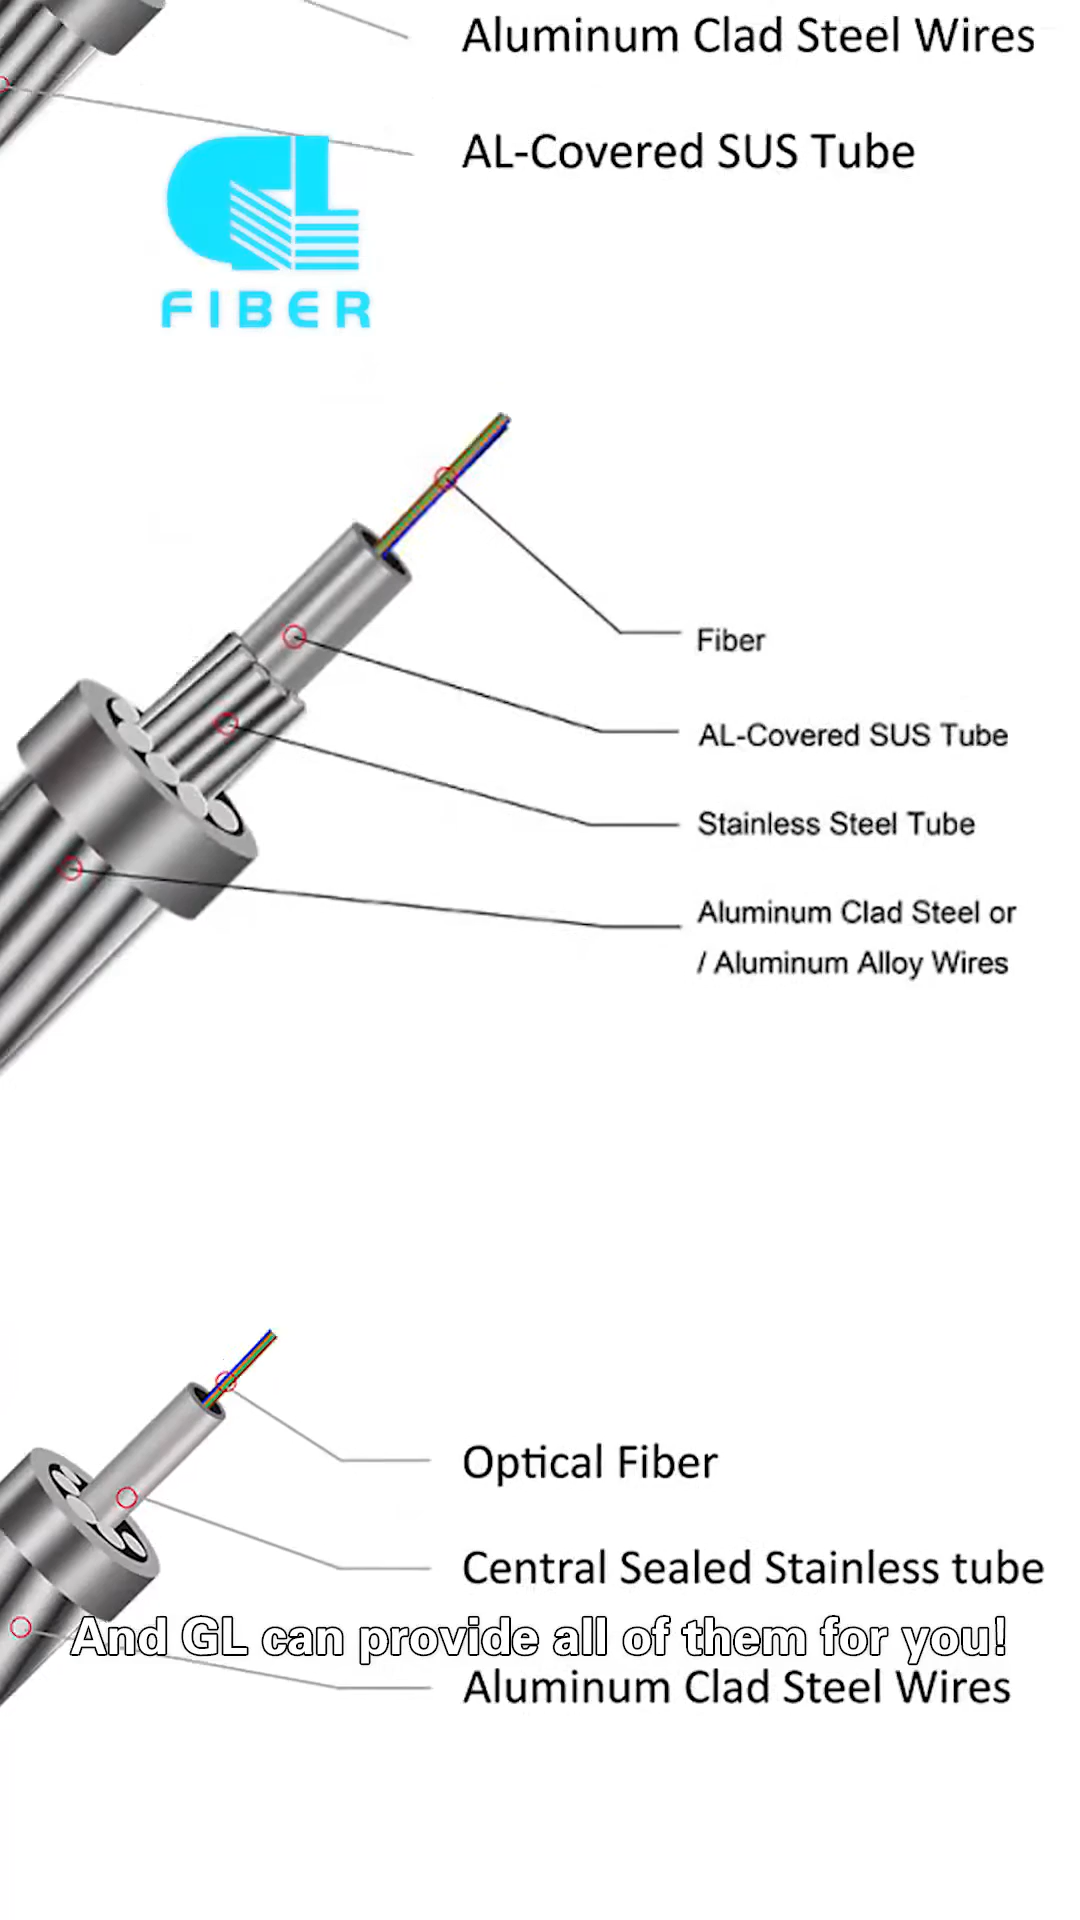 Aluminum Clad Steel Wires
AL-Covered SUS Tube
GL
FIBER
Fiber
AL-Covered SUS Tube
Stainless Steel Tube
Aluminum Clad Steel or
/ Aluminum Alloy Wires
Optical Fiber
Central Sealed Stainless tube
And GL can provide all of them for you!
Aluminum Clad Steel Wires